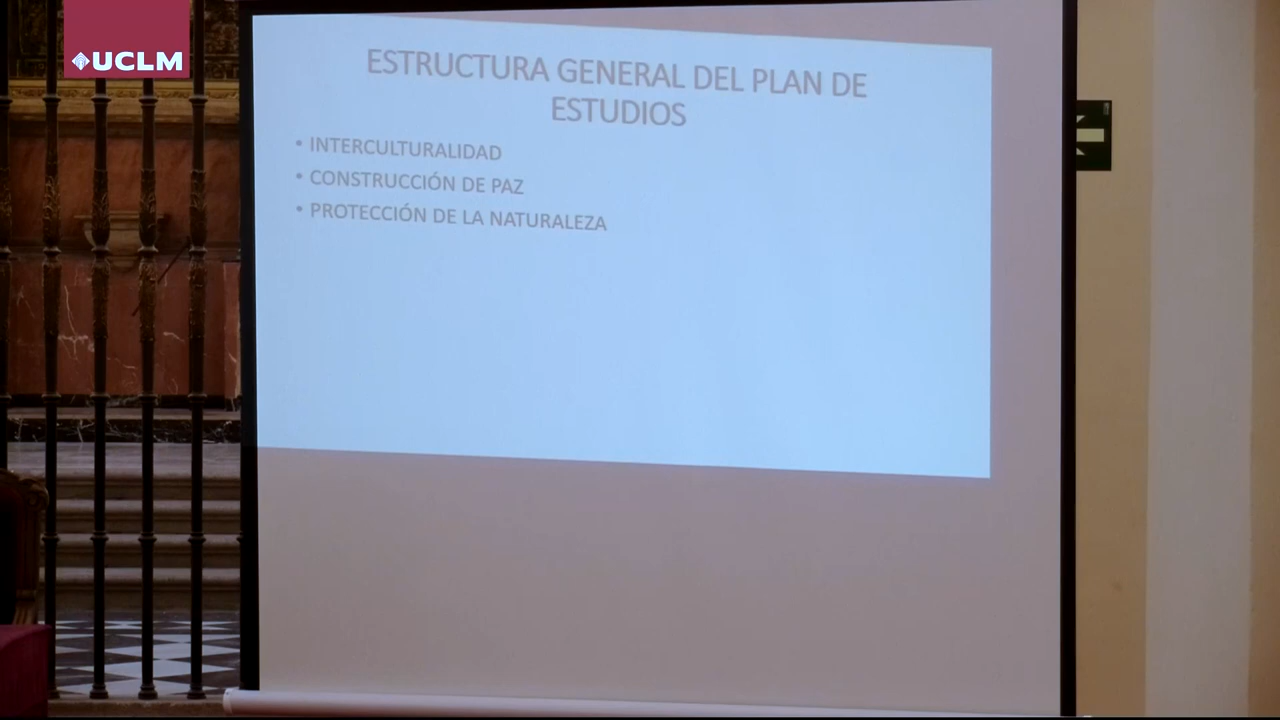 UCLM
ESTRUCTURA GENERAL DEL PLAN DE
ESTUDIOS
• INTERCULTURALIDAD
• CONSTRUCCIÓN DE PAZ
• PROTECCIÓN DE LA NATURALEZA